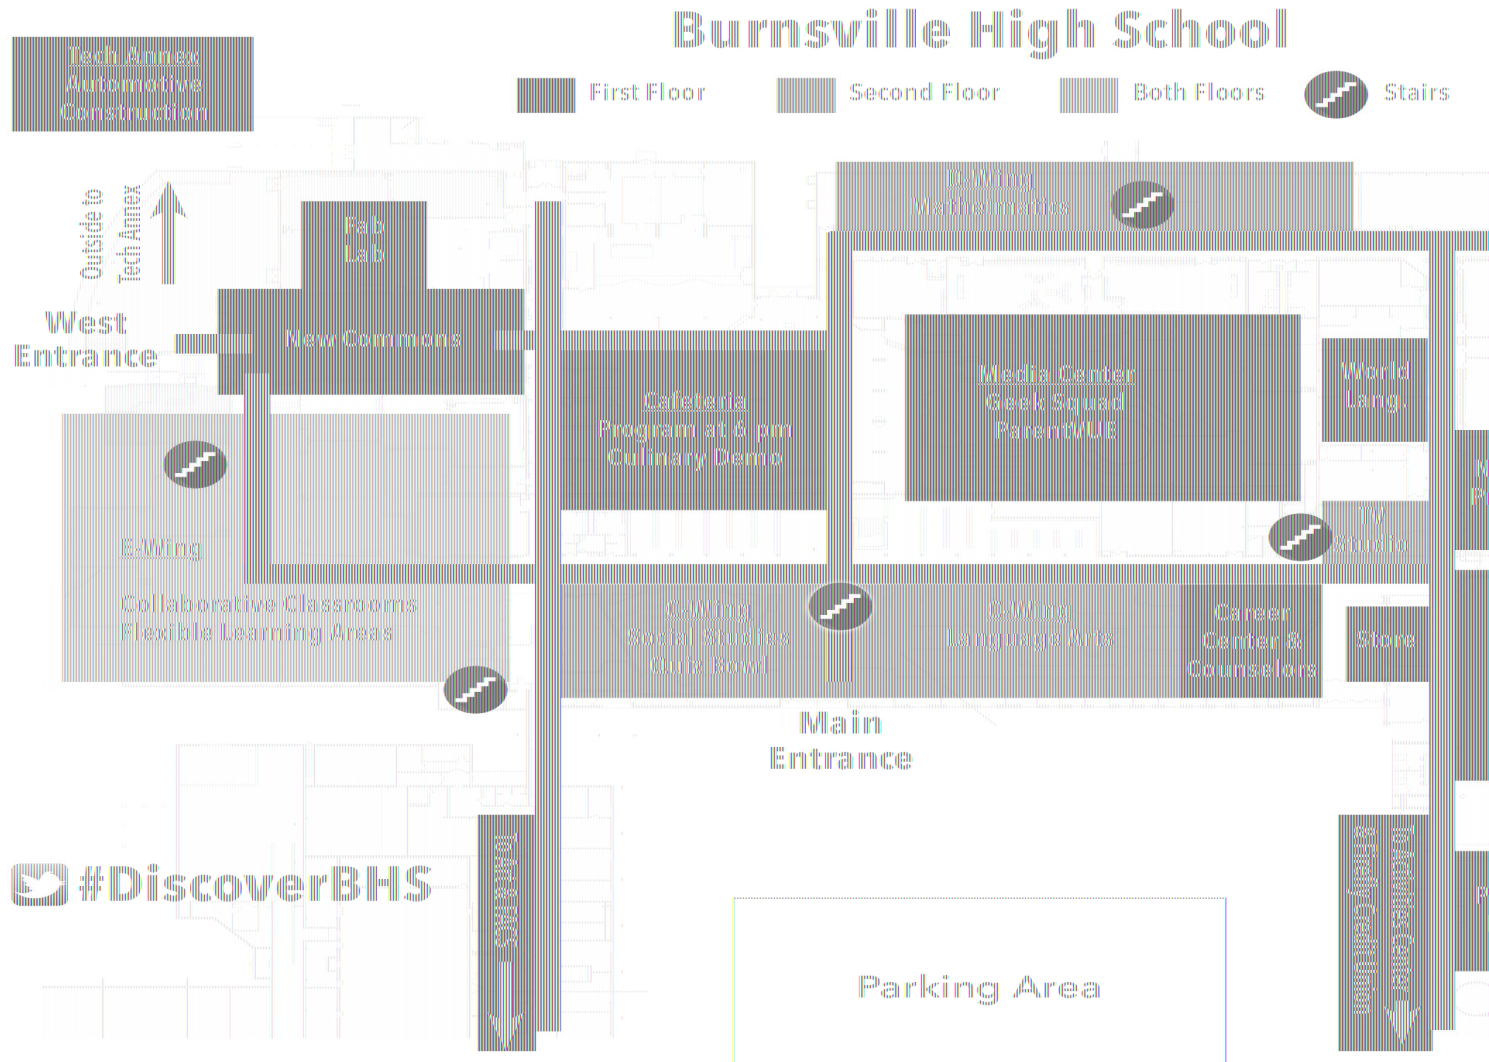 Burnsville High School
Tech Annex
Automotive
Construction
First Floor
Second Floor
Both Floors
Stairs
Outside to
Tech Annex
Fab
Lab
Mathematics
West
Entrance
New Commons
Cafeteria
Program at 6 pm
Culinary Demo
Media Center
Geek Squad
ParentVUE
World
Lang.
TV
Studio
E-Wing
Collaborative Classrooms
Flexible Learning Areas
C-Wing
Social Studies
Quiz Bowl
C-Wing
Language Arts
Career
Center &
Counselors
Store
Main
Entrance
#DiscoverBHS
Parking Area